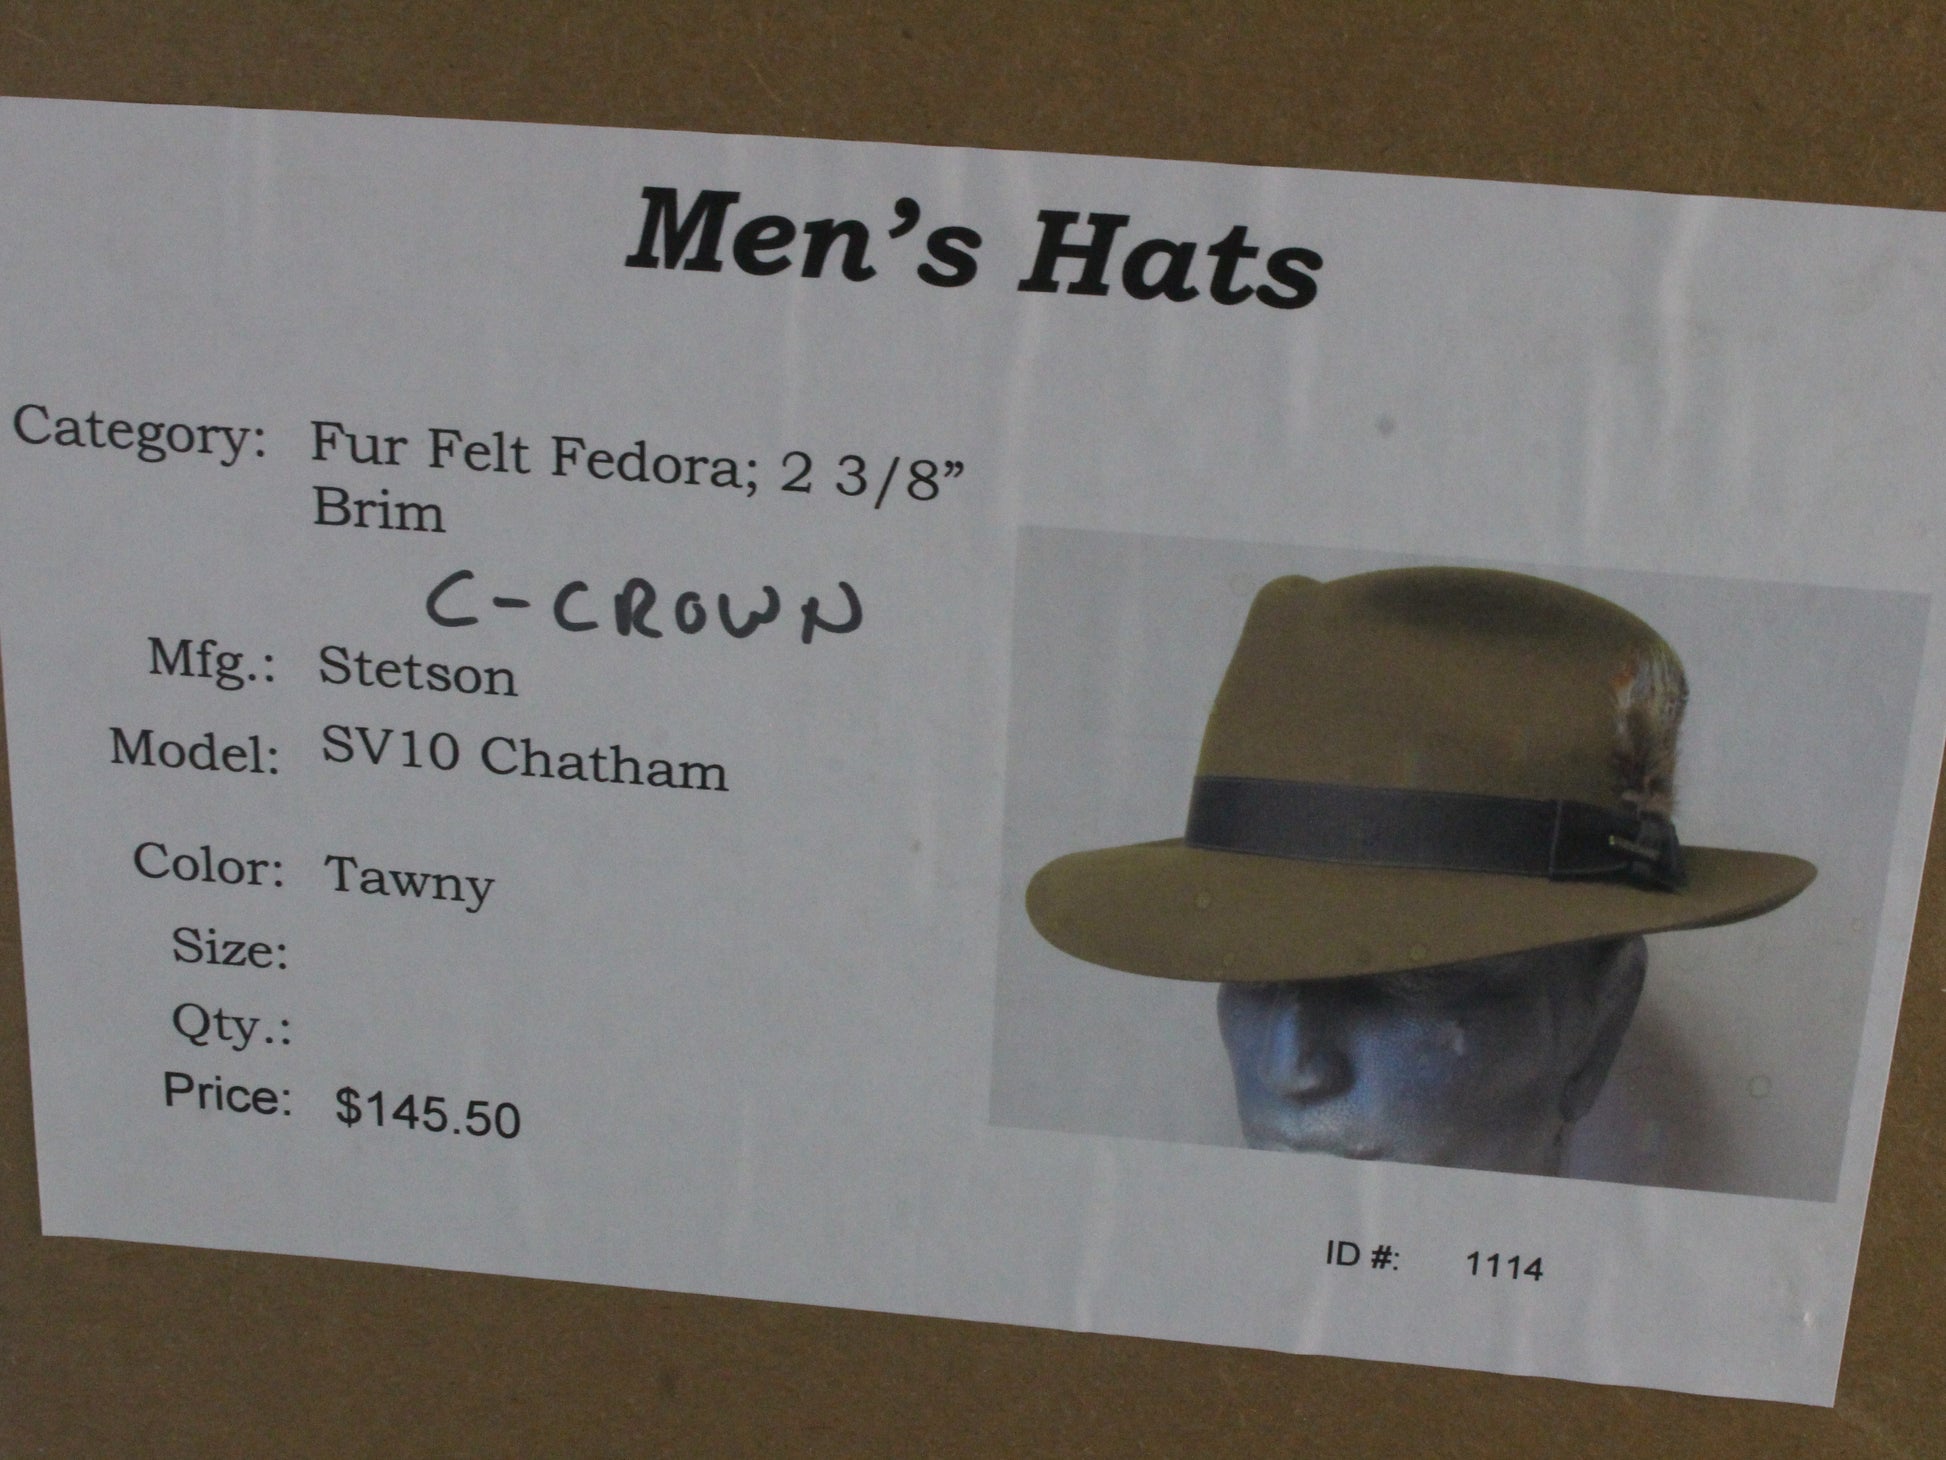 Men’s Hats
Category: Fur Felt Fedora; 2 3/8”
Brim
C-CROWN
Mfg.: Stetson
Model: SV10 Chatham
Color: Tawny
Size:
Qty.:
Price: $145.50
ID #: 1114